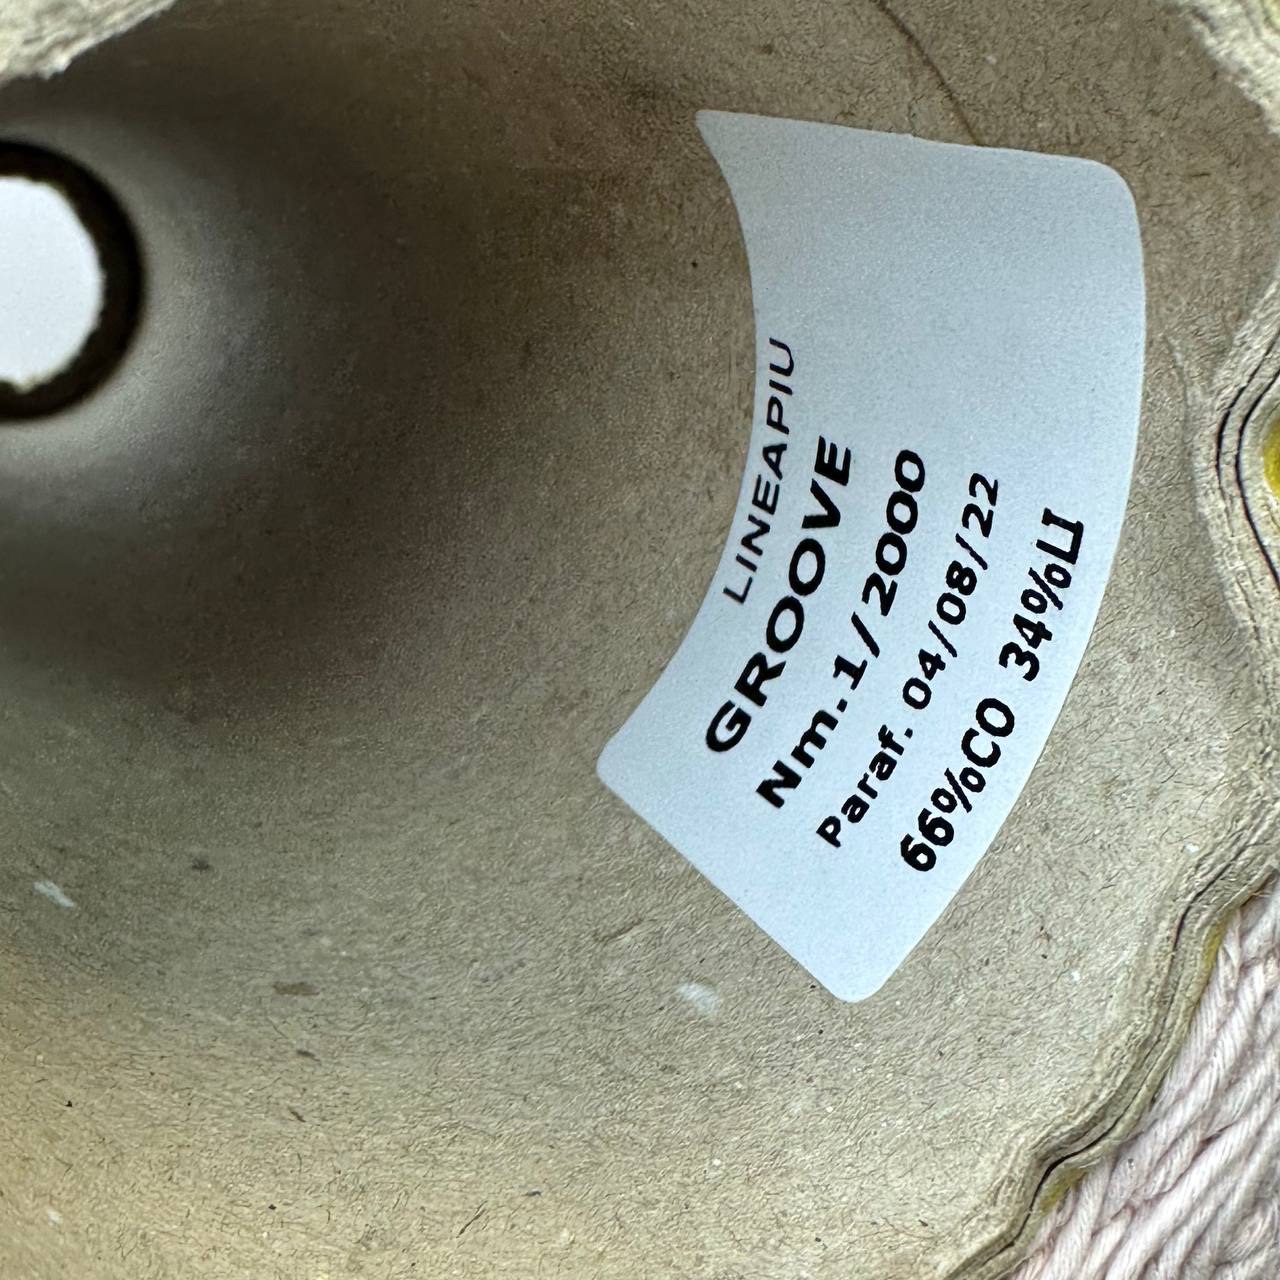 LINEAPIU
GROOVE
Nm.1/2000
Paraf. 04/08/22
66%CO 34%LI